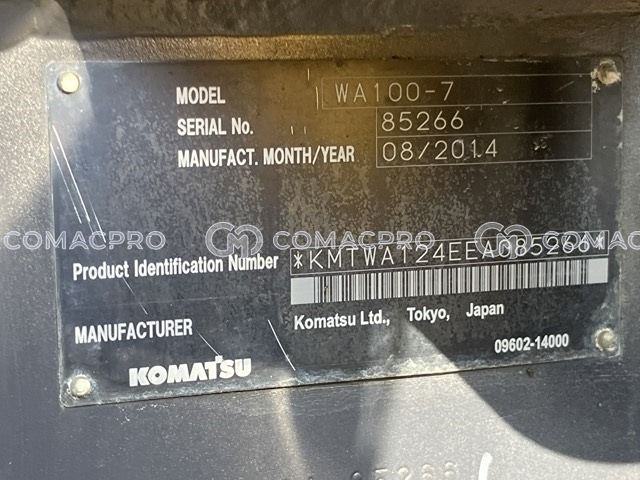 MODEL WA100-7
SERIAL No. 85266
MANUFACT. MONTH/YEAR 08/2014
COMACPRO COMACPRO COMACPRO
Product Identification Number *KMTWA124EEA085266*
MANUFACTURER Komatsu Ltd., Tokyo, Japan
KOMATSU 09602-14000